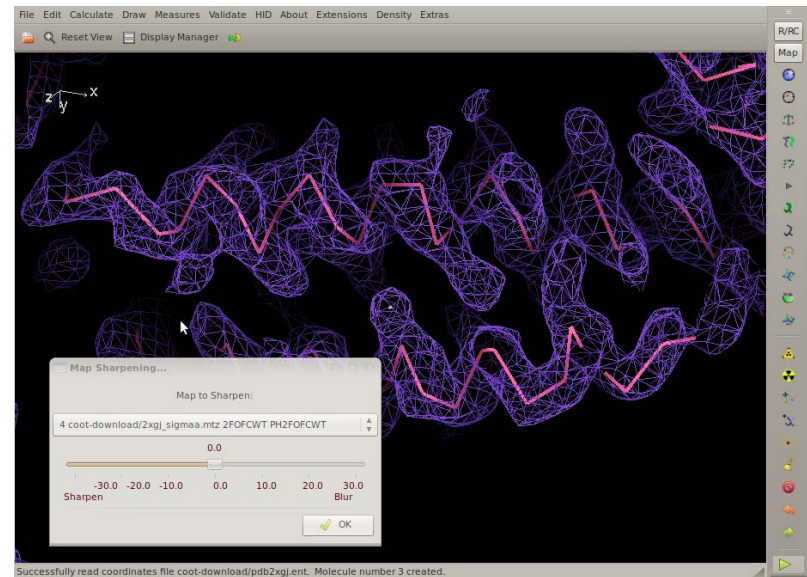 File Edit Calculate Draw Measures Validate HID About Extensions Density Extras
Reset View Display Manager
R/RC
Map
z x
y
Map Sharpening...
Map to Sharpen:
4 coot-download/2xgj_sigmaa.mtz 2FOFCWT PH2FOFCWT
0.0
-30.0 -20.0 -10.0 0.0 10.0 20.0 30.0
Sharpen Blur
OK
Successfully read coordinates file coot-download/pdb2xgj.ent. Molecule number 3 created.